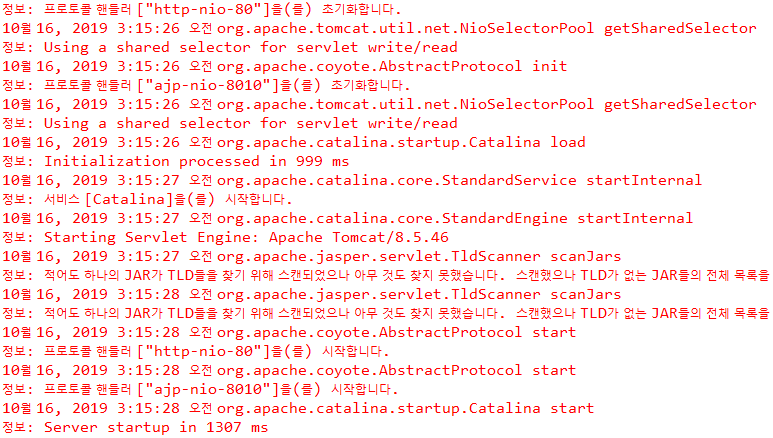 정보: 프로토콜 핸들러 ["http-nio-80"]을(를) 초기화합니다.
10월 16, 2019 3:15:26 오전 org.apache.tomcat.util.net.NioSelectorPool getSharedSelector
정보: Using a shared selector for servlet write/read
10월 16, 2019 3:15:26 오전 org.apache.coyote.AbstractProtocol init
정보: 프로토콜 핸들러 ["ajp-nio-8010"]을(를) 초기화합니다.
10월 16, 2019 3:15:26 오전 org.apache.tomcat.util.net.NioSelectorPool getSharedSelector
정보: Using a shared selector for servlet write/read
10월 16, 2019 3:15:26 오전 org.apache.catalina.startup.Catalina load
정보: Initialization processed in 999 ms
10월 16, 2019 3:15:27 오전 org.apache.catalina.core.StandardService startInternal
정보: 서비스 [Catalina]을(를) 시작합니다.
10월 16, 2019 3:15:27 오전 org.apache.catalina.core.StandardEngine startInternal
정보: Starting Servlet Engine: Apache Tomcat/8.5.46
10월 16, 2019 3:15:27 오전 org.apache.jasper.servlet.TldScanner scanJars
정보: 적어도 하나의 JAR가 TLD들을 찾기 위해 스캔되었으나 아무 것도 찾지 못했습니다. 스캔했으나 TLD가 없는 JAR들의 전체 목록을
10월 16, 2019 3:15:28 오전 org.apache.jasper.servlet.TldScanner scanJars
정보: 적어도 하나의 JAR가 TLD들을 찾기 위해 스캔되었으나 아무 것도 찾지 못했습니다. 스캔했으나 TLD가 없는 JAR들의 전체 목록을
10월 16, 2019 3:15:28 오전 org.apache.coyote.AbstractProtocol start
정보: 프로토콜 핸들러 ["http-nio-80"]을(를) 시작합니다.
10월 16, 2019 3:15:28 오전 org.apache.coyote.AbstractProtocol start
정보: 프로토콜 핸들러 ["ajp-nio-8010"]을(를) 시작합니다.
10월 16, 2019 3:15:28 오전 org.apache.catalina.startup.Catalina start
정보: Server startup in 1307 ms